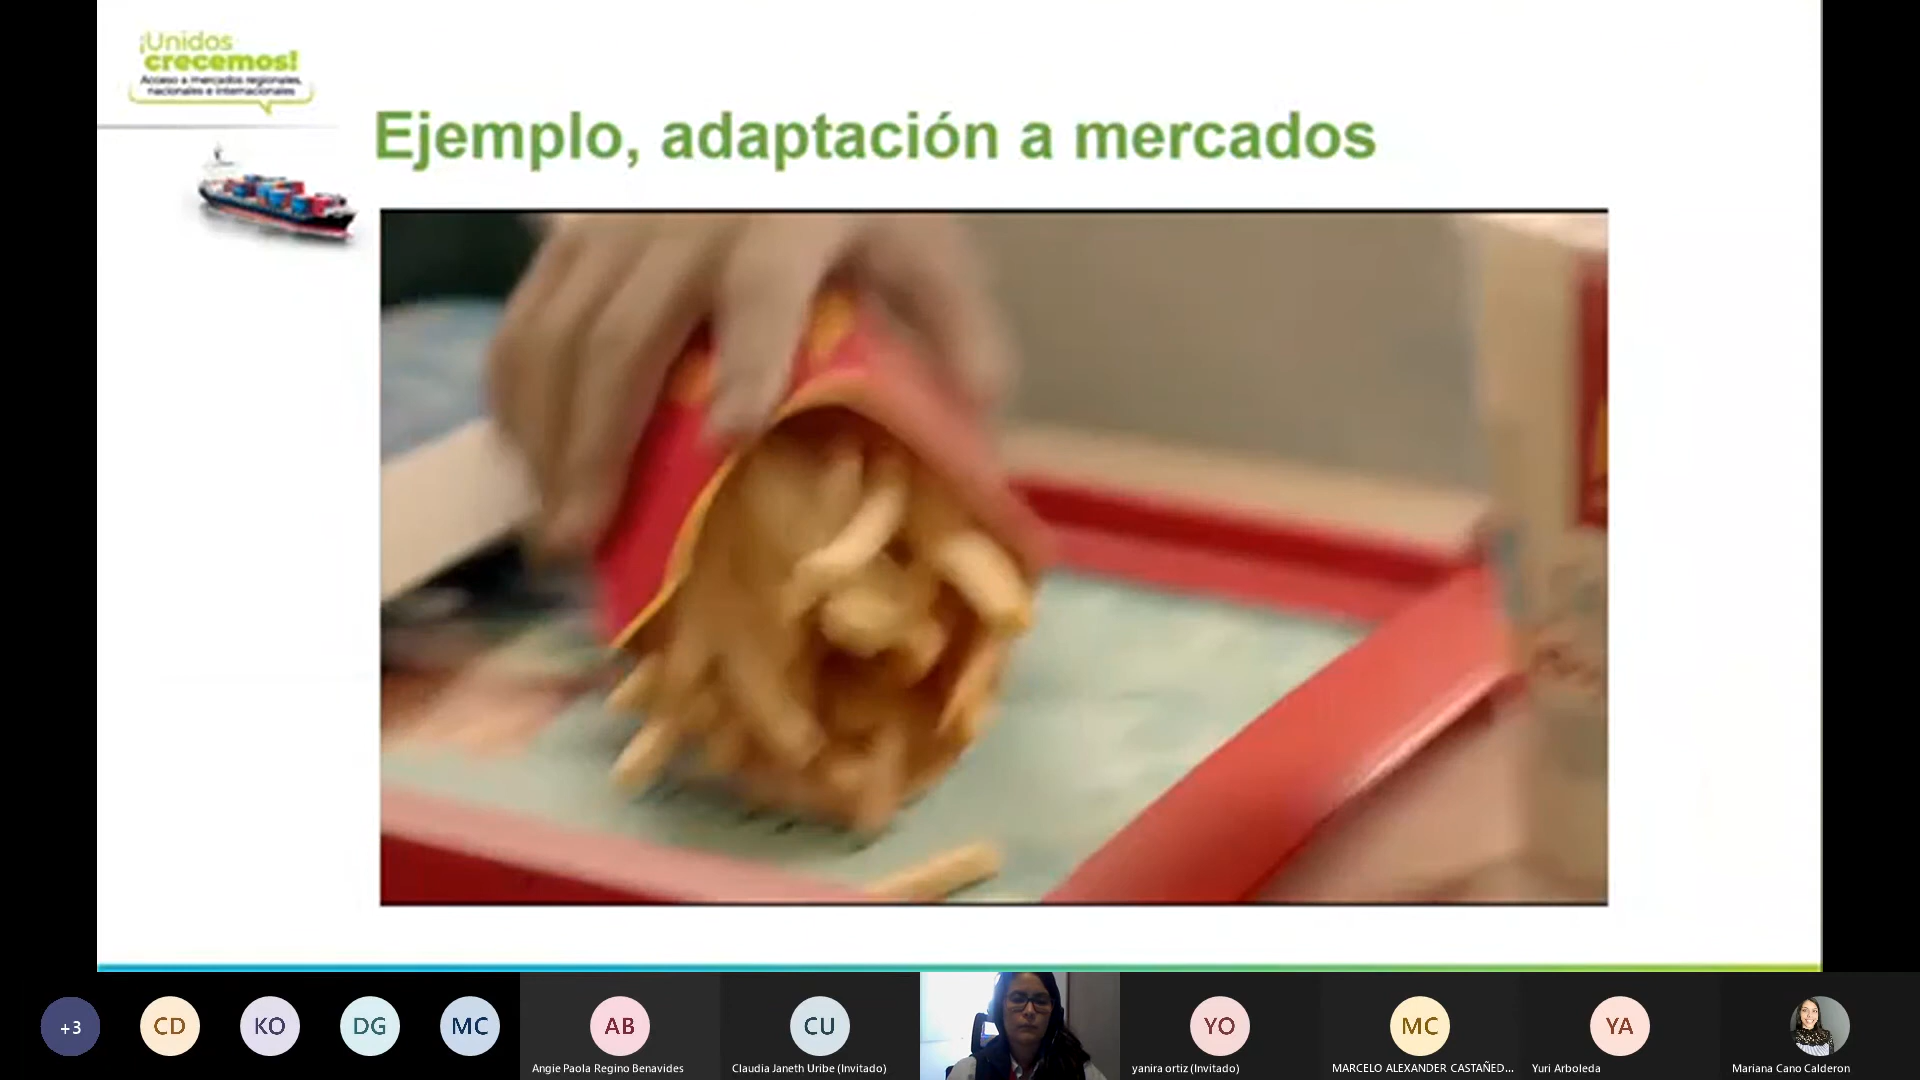 ¡Unidos
crecemos!
Acceso a mercados regionales,
nacionales e internacionales
Ejemplo, adaptación a mercados
+3
CD
KO
DG
MC
AB
CU
YO
MC
YA
Angie Paola Regino Benavides
Claudia Janeth Uribe (Invitado)
yanira ortiz (Invitado)
MARCELO ALEXANDER CASTAÑED...
Yuri Arboleda
Mariana Cano Calderon